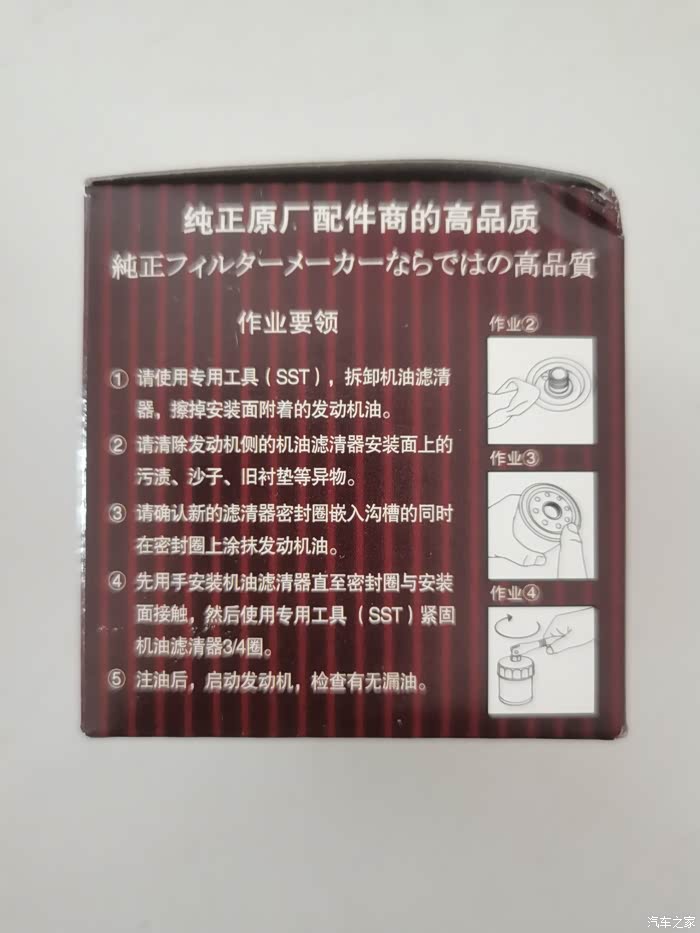 纯正原厂配件商的高品质
純正フィルターメーカーならではの高品質
作业要领
① 请使用专用工具（SST），拆卸机油滤清
器，擦掉安装面附着的发动机油。
② 请清除发动机侧的机油滤清器安装面上的
污渍、沙子、旧衬垫等异物。
③ 请确认新的滤清器密封圈嵌入沟槽的同时
在密封圈上涂抹发动机油。
④ 先用手安装机油滤清器直至密封圈与安装
面接触，然后使用专用工具（SST）紧固
机油滤清器3/4圈。
⑤ 注油后，启动发动机，检查有无漏油。
作业②
作业③
作业④
汽车之家